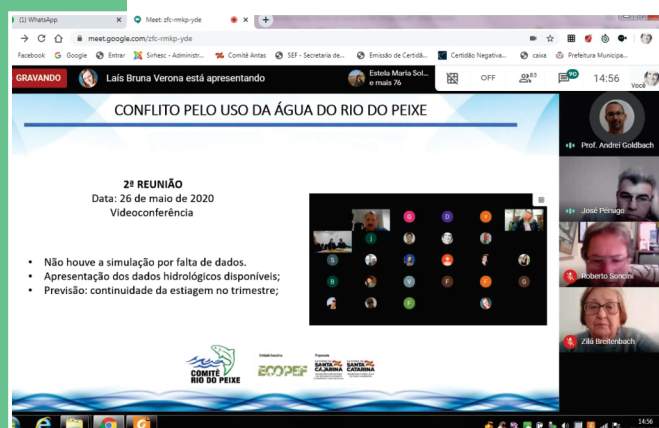 (1) WhatsApp
Meet: zfc-rmkp-yde
meet.google.com/zfc-rmkp-yde
Facebook
Google
Entrar
Sirhesc - Administr...
Comitê Antas
SEF - Secretaria de...
Emissão de Certidã...
Certidão Negativa...
caixa
Prefeitura Municipa...
GRAVANDO
Laís Bruna Verona está apresentando
Estela Maria Sol...
e mais 76
OFF
83
90
14:56
Você
CONFLITO PELO USO DA ÁGUA DO RIO DO PEIXE
2ª REUNIÃO
Data: 26 de maio de 2020
Videoconferência
• Não houve a simulação por falta de dados.
• Apresentação dos dados hidrológicos disponíveis;
• Previsão: continuidade da estiagem no trimestre;
G D Y
J
S
B V F F G
F
COMITÊ
RIO DO PEIXE
ECOPEF
SANTA
CATARINA
SANTA
CATARINA
Prof. Andrei Goldbach
José Pérsigo
Roberto Soncini
Zilá Breitenbach
14:56